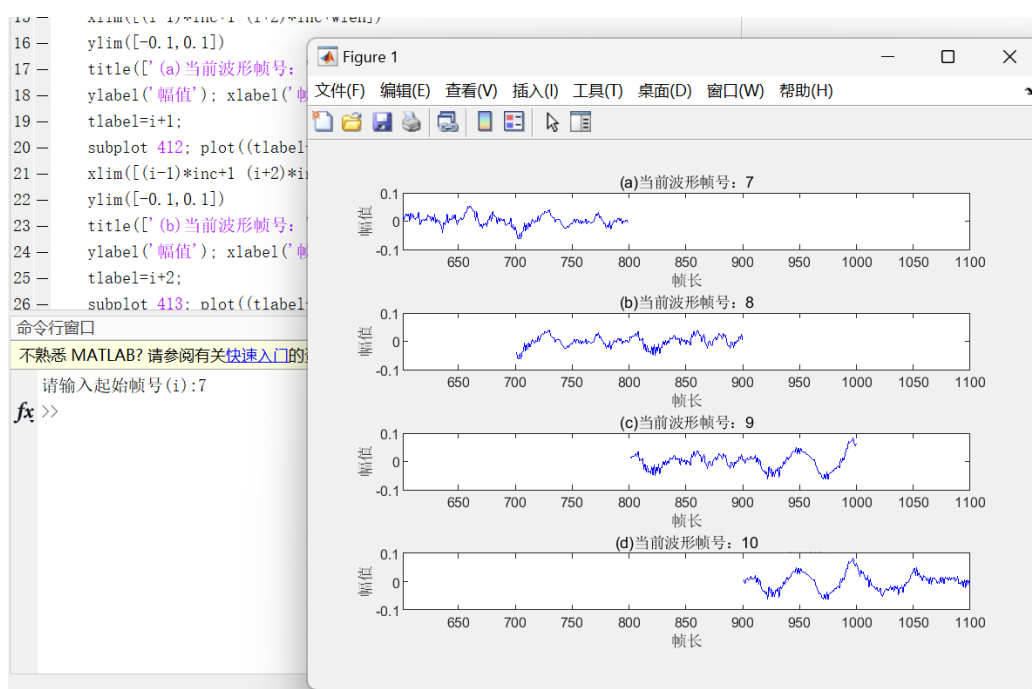 15 — xlim([(i-1)*inc+1 (i+2)*inc+wlen])
16 — ylim([-0.1,0.1])
17 — title(['(a)当前波形帧号：
18 — ylabel('幅值'); xlabel('帧
19 — tlabel=i+1;
20 — subplot 412; plot((tlabel-
21 — xlim([(i-1)*inc+1 (i+2)*in
22 — ylim([-0.1,0.1])
23 — title(['(b)当前波形帧号：
24 — ylabel('幅值'); xlabel('帧
25 — tlabel=i+2;
26 — subplot 413; plot((tlabel-
命令行窗口
不熟悉 MATLAB? 请参阅有关快速入门的
请输入起始帧号(i):7
fx >>
Figure 1
文件(F) 编辑(E) 查看(V) 插入(I) 工具(T) 桌面(D) 窗口(W) 帮助(H)
(a)当前波形帧号：7
0.1
0
-0.1
幅值
650 700 750 800 850 900 950 1000 1050 1100
帧长
(b)当前波形帧号：8
0.1
0
-0.1
幅值
650 700 750 800 850 900 950 1000 1050 1100
帧长
(c)当前波形帧号：9
0.1
0
-0.1
幅值
650 700 750 800 850 900 950 1000 1050 1100
帧长
(d)当前波形帧号：10
0.1
0
-0.1
幅值
650 700 750 800 850 900 950 1000 1050 1100
帧长